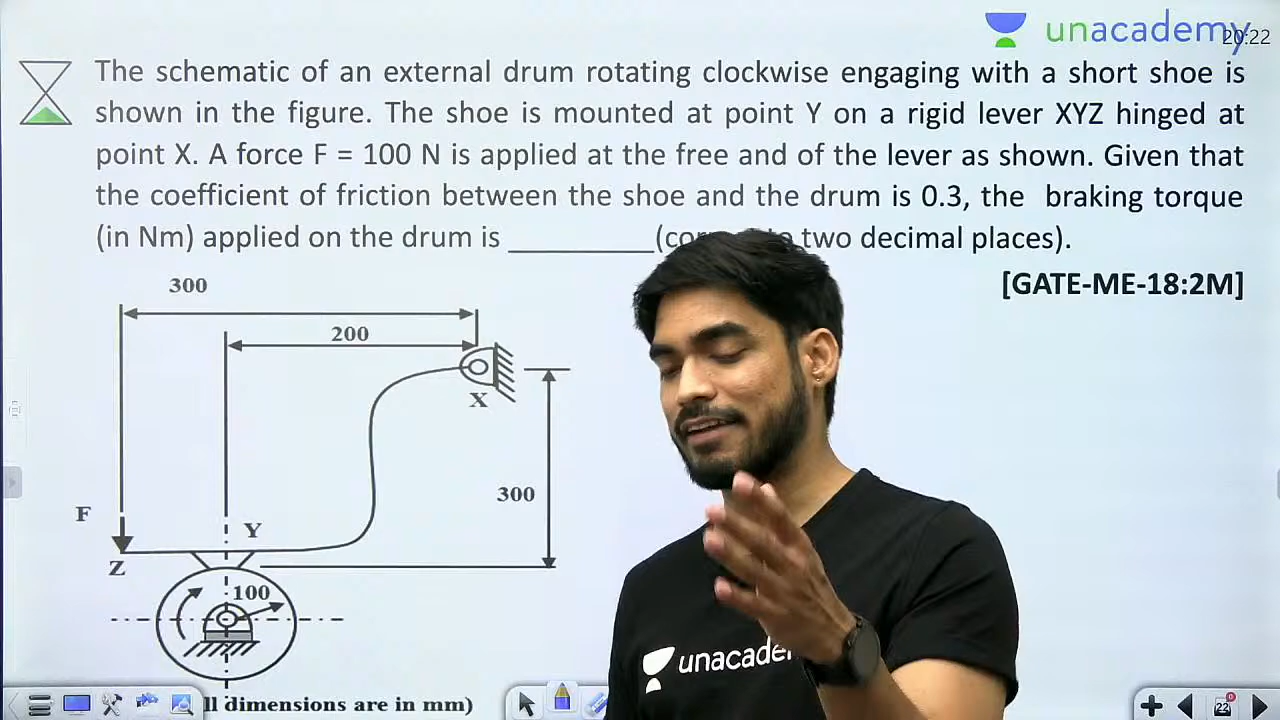 unacademy
20:22
The schematic of an external drum rotating clockwise engaging with a short shoe is
shown in the figure. The shoe is mounted at point Y on a rigid lever XYZ hinged at
point X. A force F = 100 N is applied at the free and of the lever as shown. Given that
the coefficient of friction between the shoe and the drum is 0.3, the braking torque
(in Nm) applied on the drum is ________ (cor to two decimal places).
[GATE-ME-18:2M]
300
200
X
300
F
Y
Z
100
ll dimensions are in mm)
unacade
22